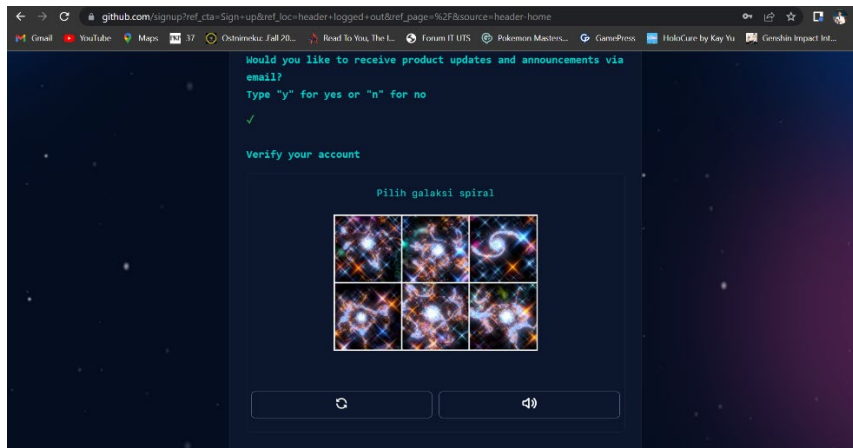 github.com/signup?ref_cta=Sign+up&ref_loc=header+logged+out&ref_page=%2F&source=header-home
Gmail YouTube Maps 37 Ostnimekuc .Fall 20... Read To You, The I... Forum IT UTS Pokemon Masters... GamePress HoloCure by Kay Yu Genshin Impact Int...
Would you like to receive product updates and announcements via
email?
Type "y" for yes or "n" for no
✓
Verify your account
Pilih galaksi spiral